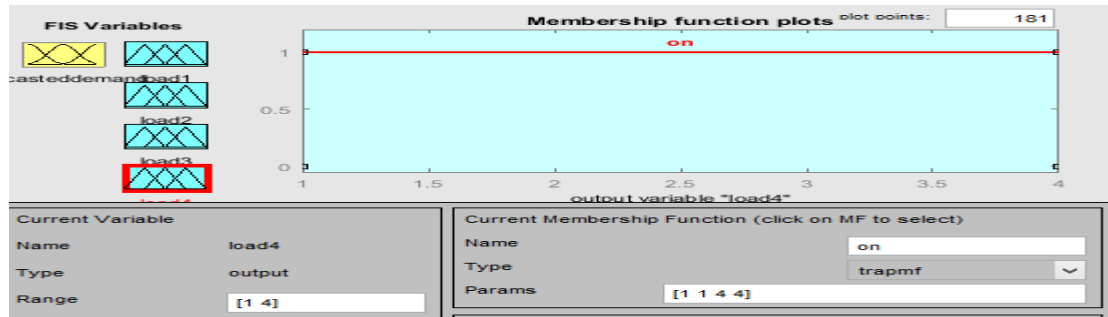 FIS Variables
Membership function plots plot points: 181
on
1
0.5
0
load1
load2
load3
load4
1 1.5 2 2.5 3 3.5 4
output variable "load4"
Current Variable
Name load4
Type output
Range [1 4]
Current Membership Function (click on MF to select)
Name on
Type trapmf
Params [1 1 4 4]